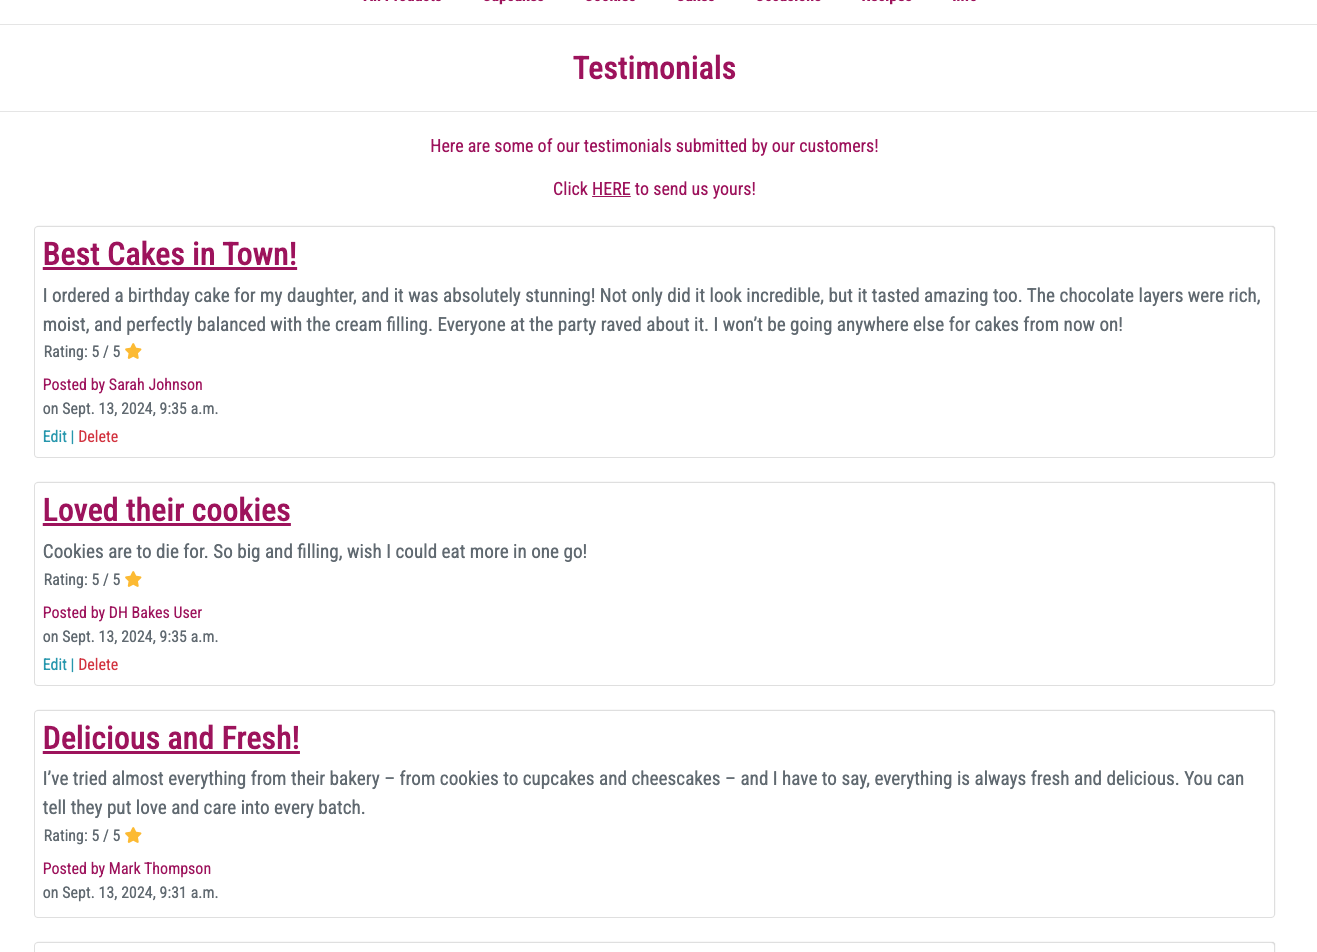 All Products Cupcakes Cookies Cakes Occasions Recipes Info
Testimonials
Here are some of our testimonials submitted by our customers!
Click HERE to send us yours!
Best Cakes in Town!
I ordered a birthday cake for my daughter, and it was absolutely stunning! Not only did it look incredible, but it tasted amazing too. The chocolate layers were rich,
moist, and perfectly balanced with the cream filling. Everyone at the party raved about it. I won’t be going anywhere else for cakes from now on!
Rating: 5 / 5
Posted by Sarah Johnson
on Sept. 13, 2024, 9:35 a.m.
Edit | Delete
Loved their cookies
Cookies are to die for. So big and filling, wish I could eat more in one go!
Rating: 5 / 5
Posted by DH Bakes User
on Sept. 13, 2024, 9:35 a.m.
Edit | Delete
Delicious and Fresh!
I’ve tried almost everything from their bakery – from cookies to cupcakes and cheescakes – and I have to say, everything is always fresh and delicious. You can
tell they put love and care into every batch.
Rating: 5 / 5
Posted by Mark Thompson
on Sept. 13, 2024, 9:31 a.m.